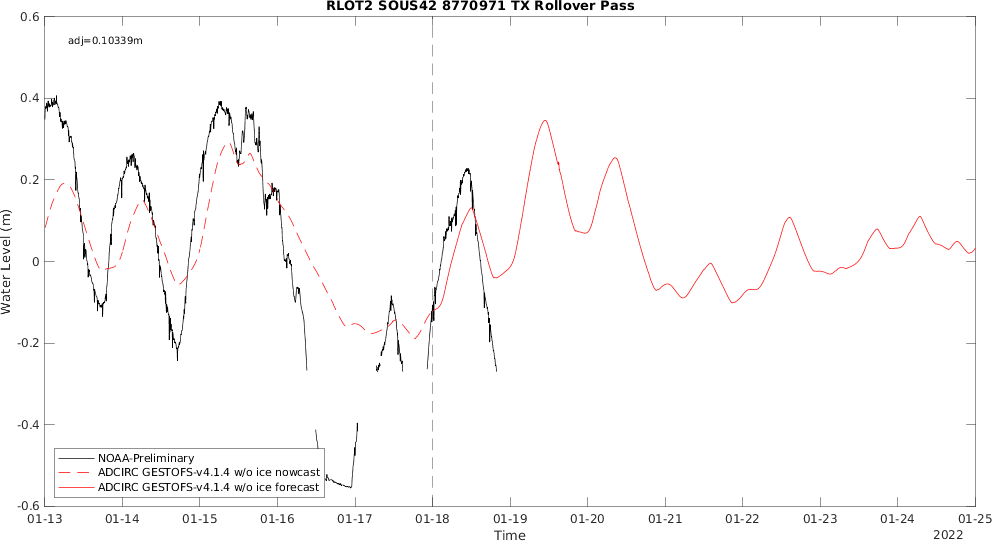 RLOT2 SOUS42 8770971 TX Rollover Pass
adj=0.10339m
0.6
0.4
0.2
0
-0.2
-0.4
-0.6
Water Level (m)
NOAA-Preliminary
ADCIRC GESTOFS-v4.1.4 w/o ice nowcast
ADCIRC GESTOFS-v4.1.4 w/o ice forecast
01-13 01-14 01-15 01-16 01-17 01-18 01-19 01-20 01-21 01-22 01-23 01-24 01-25
Time
2022